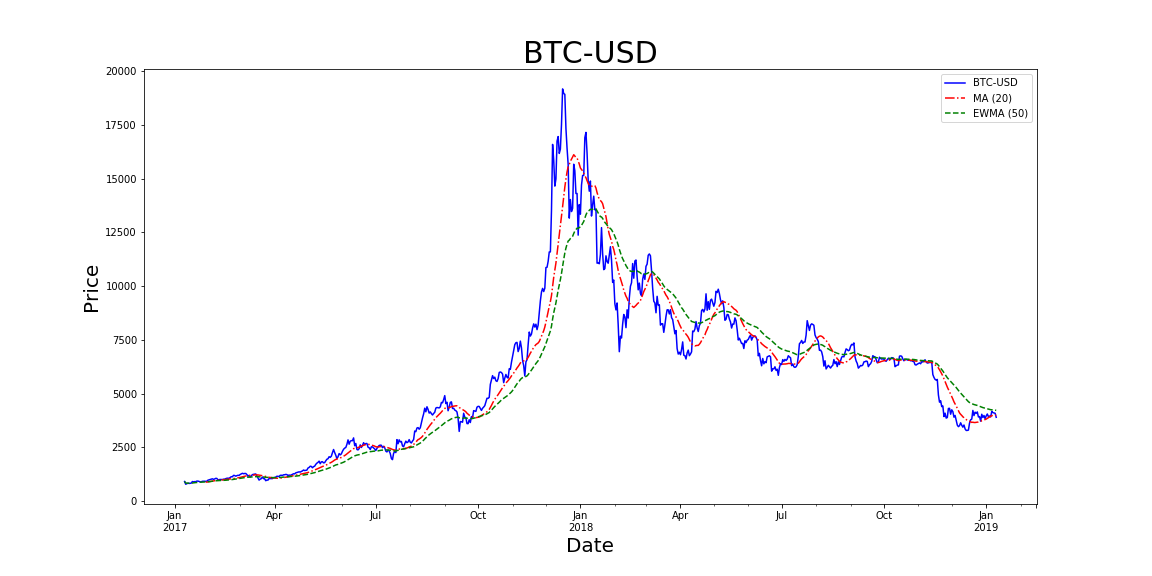 BTC-USD
20000
17500
15000
12500
10000
7500
5000
2500
0
Price
BTC-USD
MA (20)
EWMA (50)
Jan Apr Jul Oct Jan Apr Jul Oct Jan
2017 2018 2019
Date